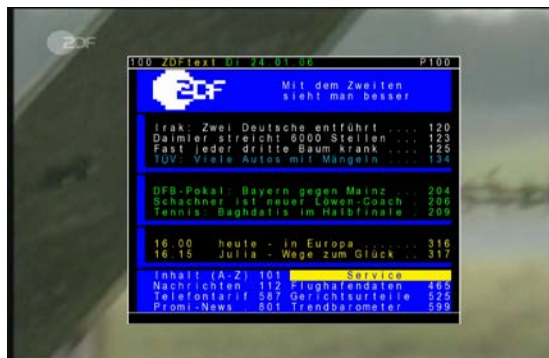 ZDF
100 ZDFtext Di 24.01.06 P100
ZDF
Mit dem Zweiten
sieht man besser
Irak: Zwei Deutsche entführt .... 120
Daimler streicht 6000 Stellen ... 123
Fast jeder dritte Baum krank .... 125
TÜV: Viele Autos mit Mängeln .... 134
DFB-Pokal: Bayern gegen Mainz ... 204
Schachner ist neuer Löwen-Coach . 206
Tennis: Baghdatis im Halbfinale . 209
16.00 heute - in Europa ....... 316
16.15 Julia - Wege zum Glück .. 317
Inhalt (A-Z) 101 Service
Nachrichten 112 Flughafendaten 465
Telefontarif 587 Gerichtsurteile 525
Promi-News . 801 Trendbarometer 599